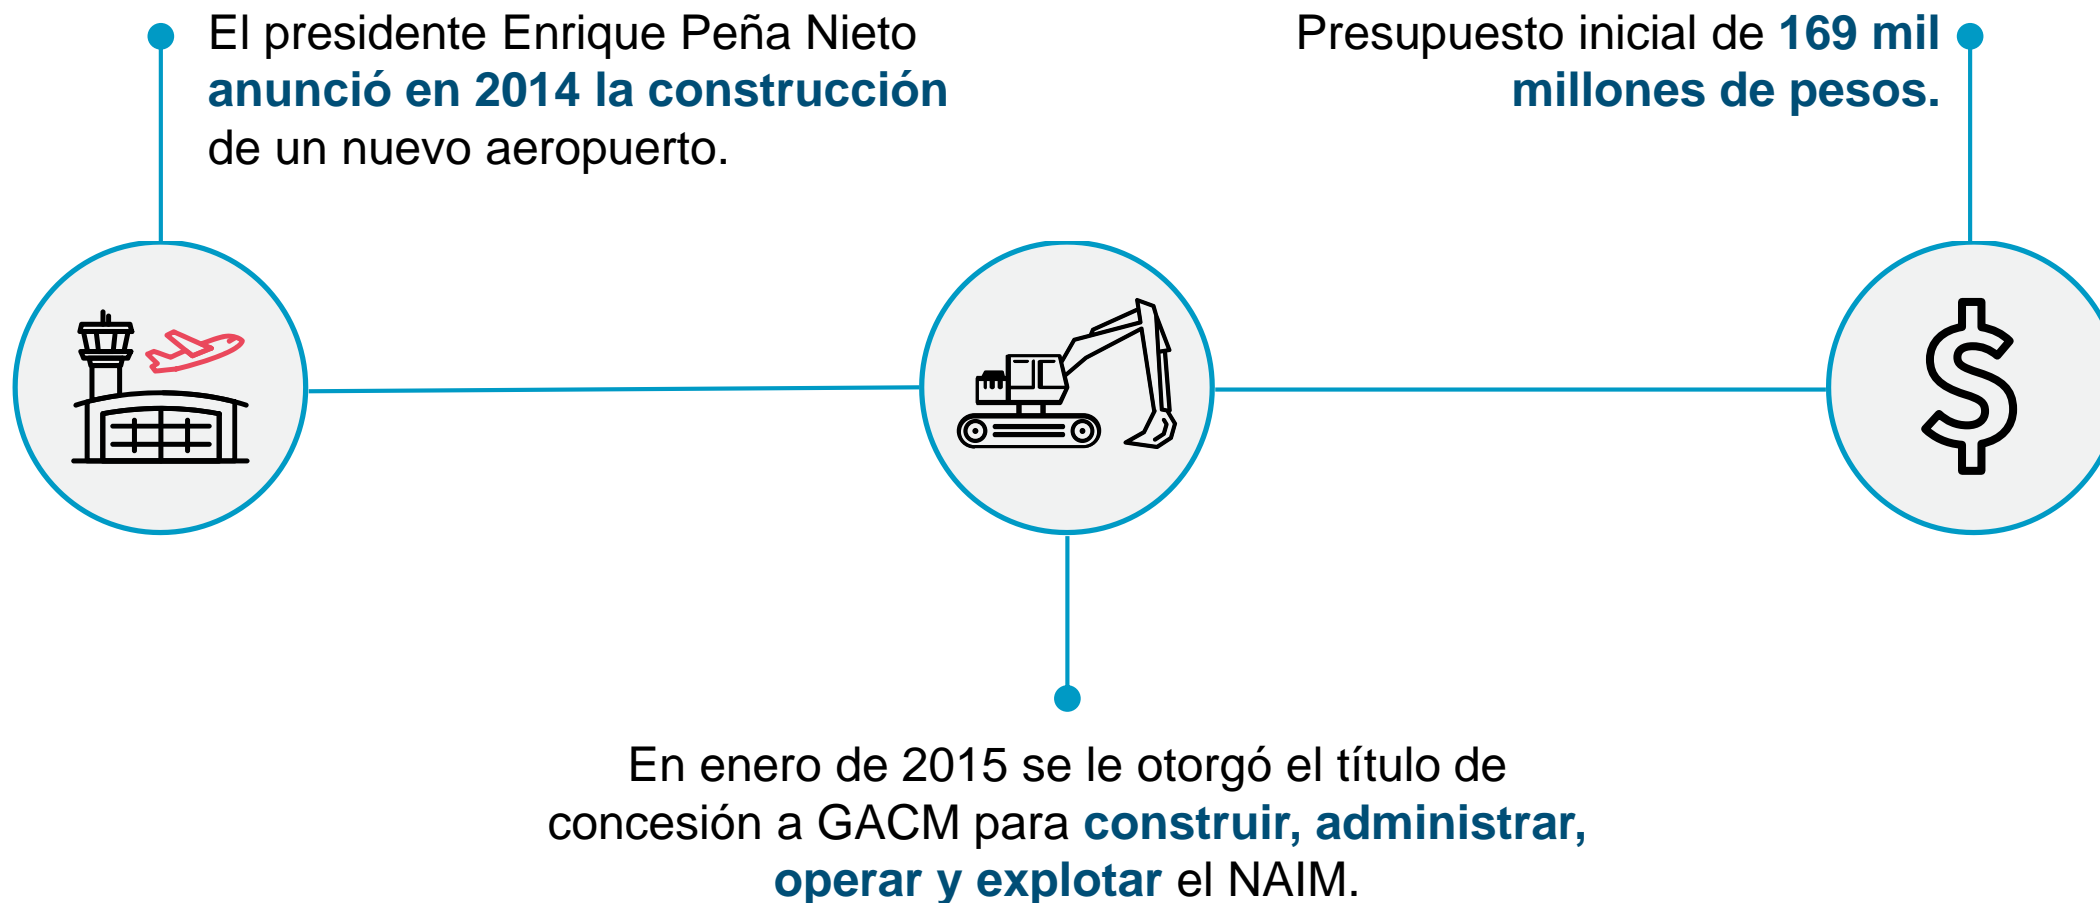 El presidente Enrique Peña Nieto
anunció en 2014 la construcción
de un nuevo aeropuerto.
Presupuesto inicial de 169 mil
millones de pesos.
En enero de 2015 se le otorgó el título de
concesión a GACM para construir, administrar,
operar y explotar el NAIM.